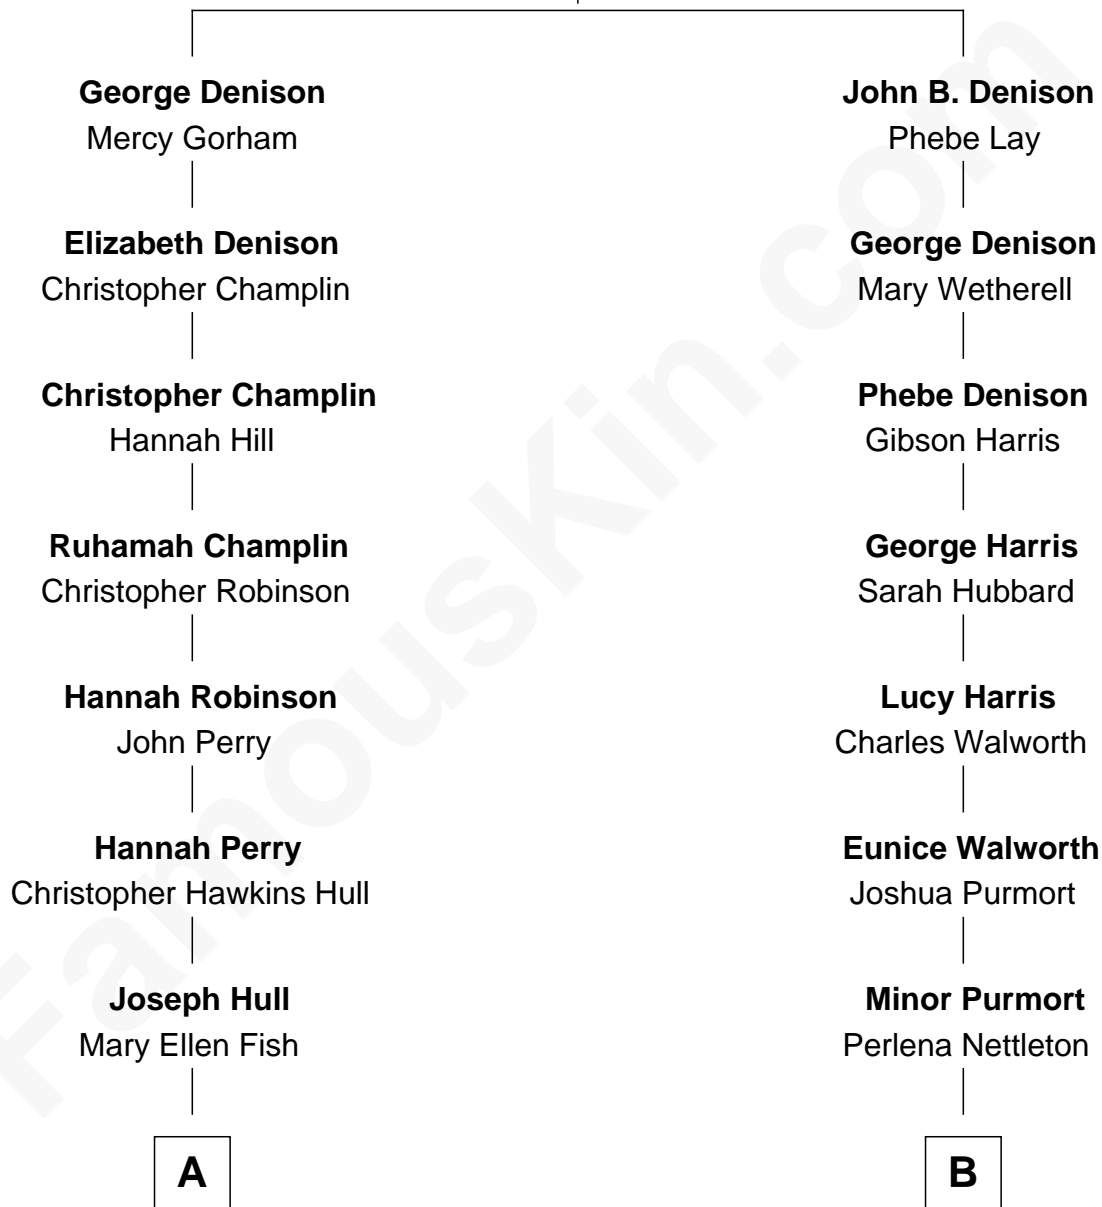 George Denison
Mercy Gorham
Elizabeth Denison
Christopher Champlin
Christopher Champlin
Hannah Hill
Ruhamah Champlin
Christopher Robinson
Hannah Robinson
John Perry
Hannah Perry
Christopher Hawkins Hull
Joseph Hull
Mary Ellen Fish
A
John B. Denison
Phebe Lay
George Denison
Mary Wetherell
Phebe Denison
Gibson Harris
George Harris
Sarah Hubbard
Lucy Harris
Charles Walworth
Eunice Walworth
Joshua Purmort
Minor Purmort
Perlena Nettleton
B
FamousKin.com